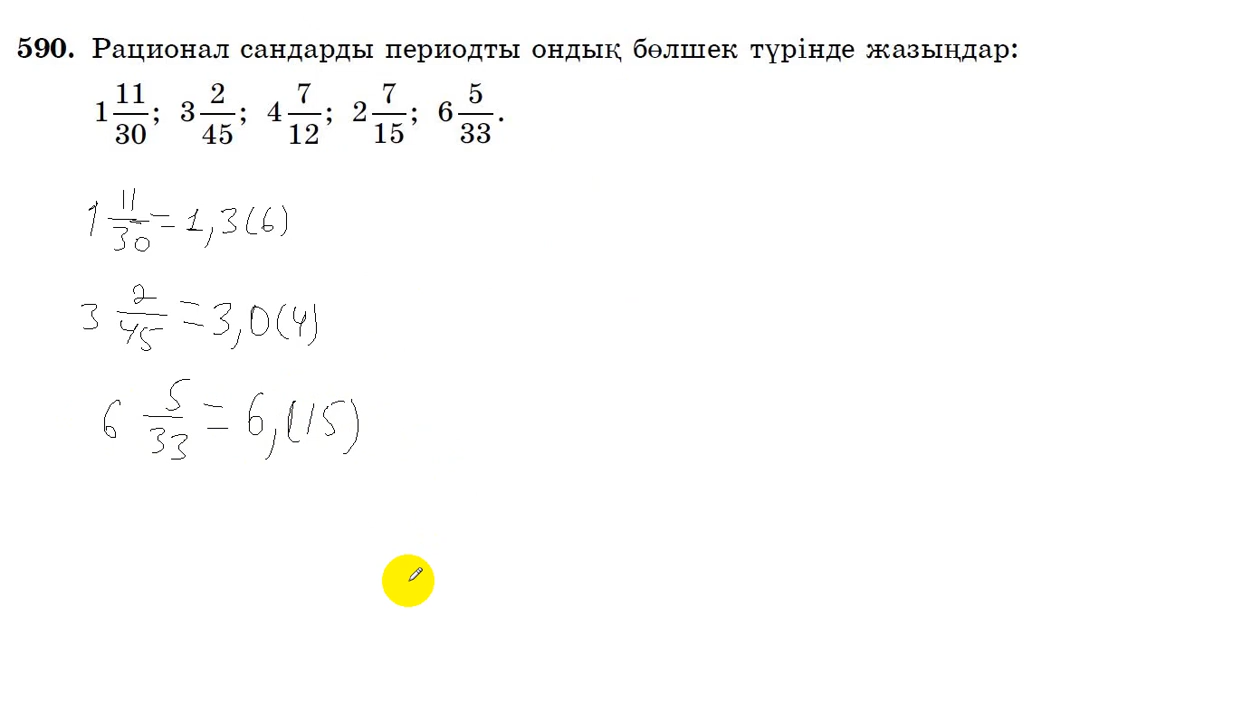 590. Рационал сандарды периодты ондық бөлшек түрінде жазыңдар:
1 11/30; 3 2/45; 4 7/12; 2 7/15; 6 5/33.
1 11/30 = 1,3(6)
3 2/45 = 3,0(4)
6 5/33 = 6,(15)